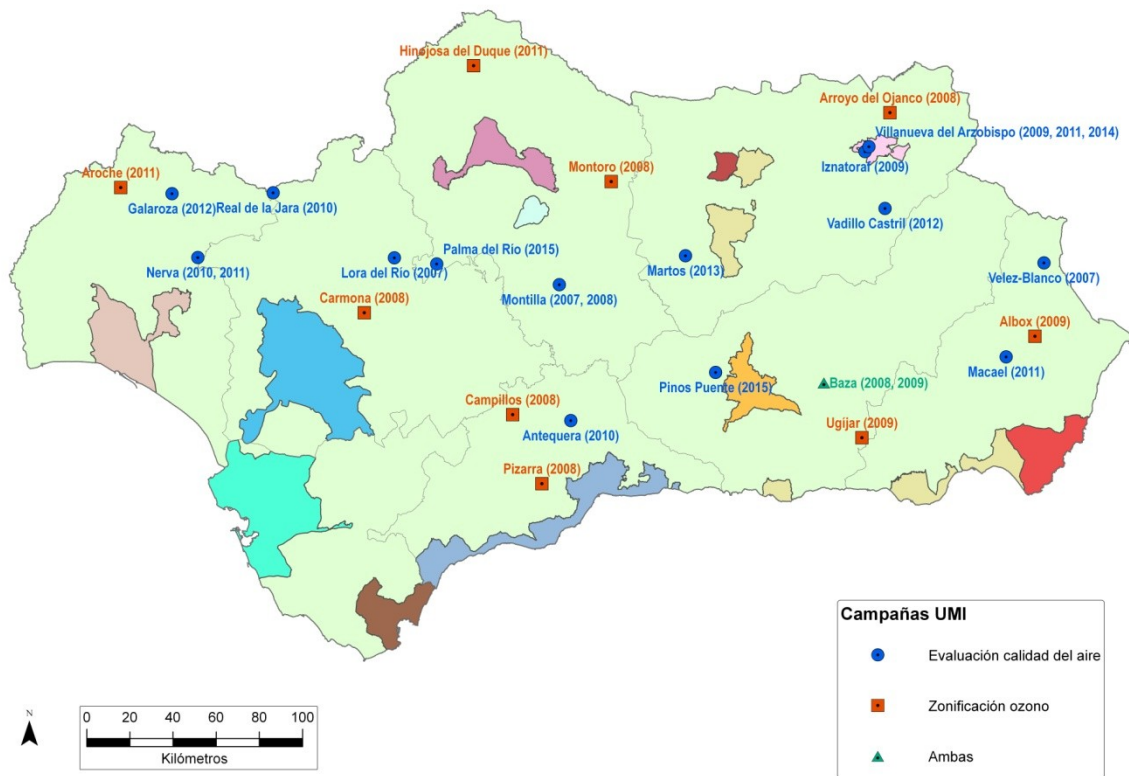 Hinojosa del Duque (2011)
Arroyo del Ojanco (2008)
Villanueva del Arzobispo (2009, 2011, 2014)
Iznatoraf (2009)
Montoro (2008)
Aroche (2011)
Galaroza (2012)
Real de la Jara (2010)
Vadillo Castril (2012)
Nerva (2010, 2011)
Lora del Río (2007)
Palma del Rio (2015)
Martos (2013)
Velez-Blanco (2007)
Carmona (2008)
Montilla (2007, 2008)
Albox (2009)
Macael (2011)
Pinos Puente (2015)
Baza (2008, 2009)
Campillos (2008)
Antequera (2010)
Ugijar (2009)
Pizarra (2008)
Campañas UMI
Evaluación calidad del aire
Zonificación ozono
Ambas
N
0 20 40 60 80 100
Kilómetros